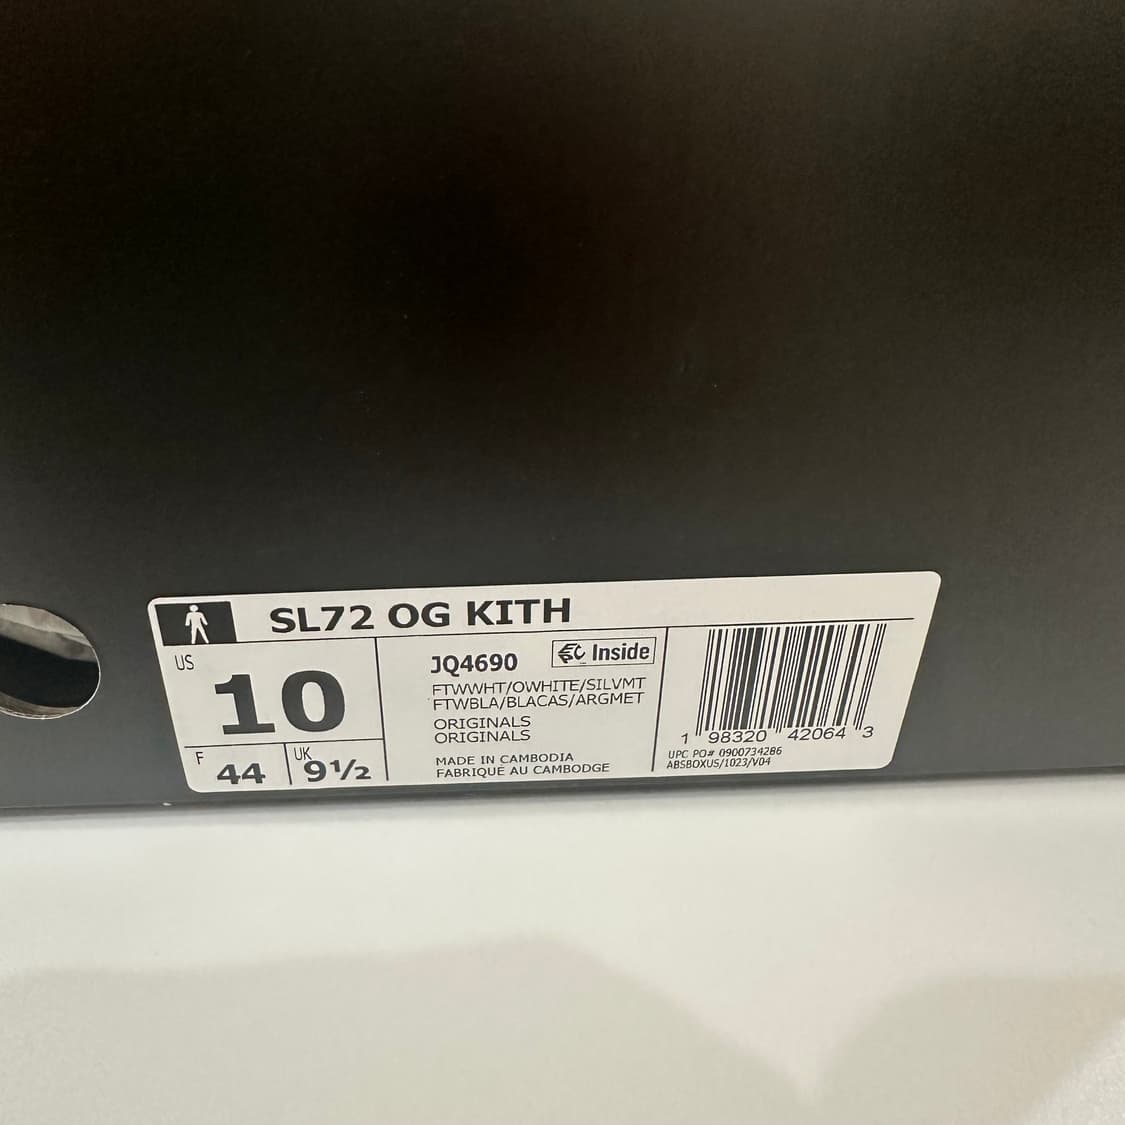 SL72 OG KITH
US
10
F
44
UK
9½
JQ4690
Inside
FTWWHT/OWHITE/SILVMT
FTWBLA/BLACAS/ARGMET
ORIGINALS
ORIGINALS
MADE IN CAMBODIA
FABRIQUÉ AU CAMBODGE
1 98320 42064 3
UPC PO# 0900734286
ABSBOXUS/1023/V04